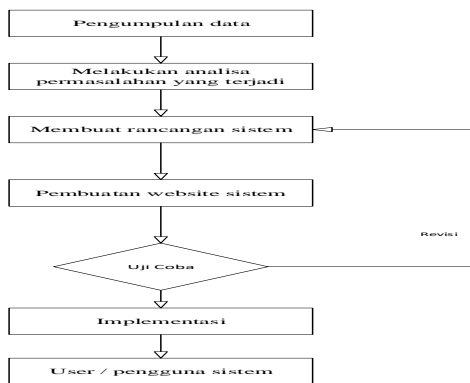 Pengumpulan data
Melakukan analisa
permasalahan yang terjadi
Membuat rancangan sistem
Pembuatan website sistem
Revisi
Uji Coba
Implementasi
User / pengguna sistem